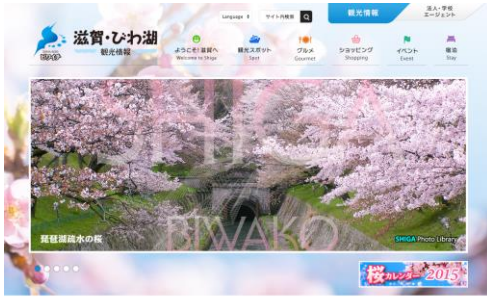 Language
サイト内検索
観光情報
法人・学校
エージェント
滋賀・びわ湖
観光情報
ようこそ!滋賀へ
Welcome to Shiga
観光スポット
Spot
グルメ
Gourmet
ショッピング
Shopping
イベント
Event
宿泊
Stay
SHIGA
BIWAKO
琵琶湖疏水の桜
SHIGA Photo Library
桜カレンダー 2015